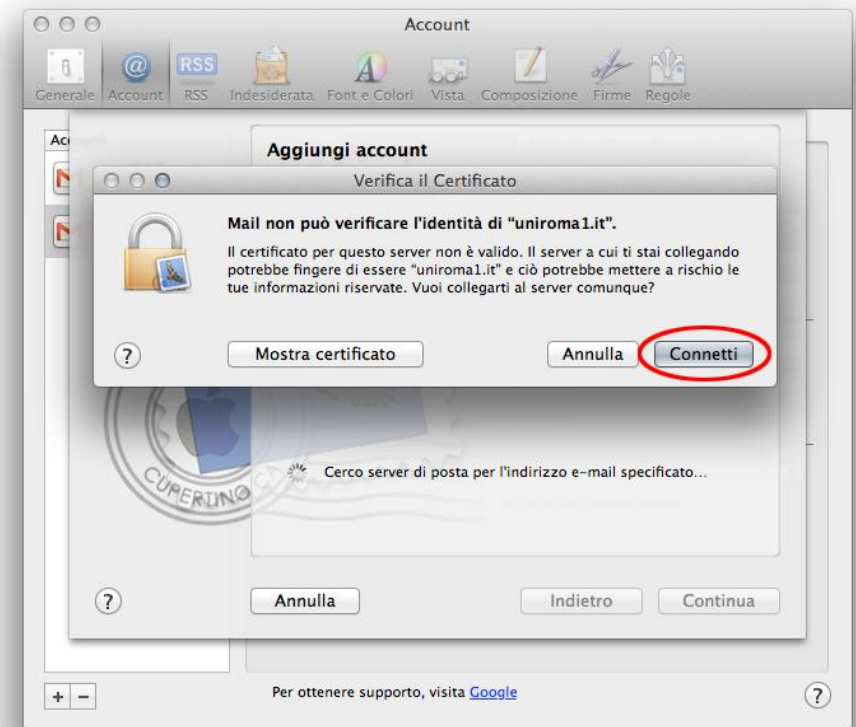 Account
RSS
Generale Account RSS Indesiderata Font e Colori Vista Composizione Firme Regole
Aggiungi account
Verifica il Certificato
Mail non può verificare l'identità di “uniroma1.it”.
Il certificato per questo server non è valido. Il server a cui ti stai collegando
potrebbe fingere di essere “uniroma1.it” e ciò potrebbe mettere a rischio le
tue informazioni riservate. Vuoi collegarti al server comunque?
? Mostra certificato Annulla Connetti
Cerco server di posta per l'indirizzo e-mail specificato...
CUPERTINO CA
? Annulla Indietro Continua
+ - Per ottenere supporto, visita Google ?